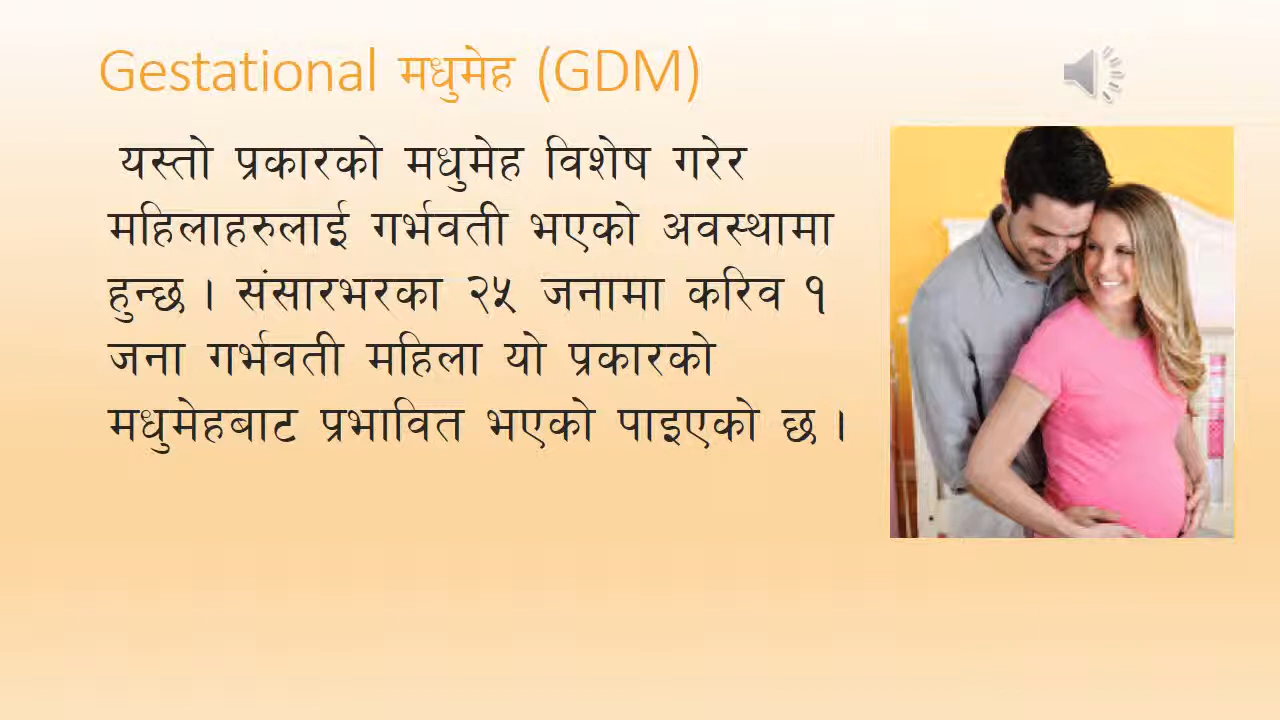 Gestational मधुमेह (GDM)
यस्तो प्रकारको मधुमेह विशेष गरेर
महिलाहरुलाई गर्भवती भएको अवस्थामा
हुन्छ । संसारभरका २५ जनामा करिव १
जना गर्भवती महिला यो प्रकारको
मधुमेहबाट प्रभावित भएको पाइएको छ ।